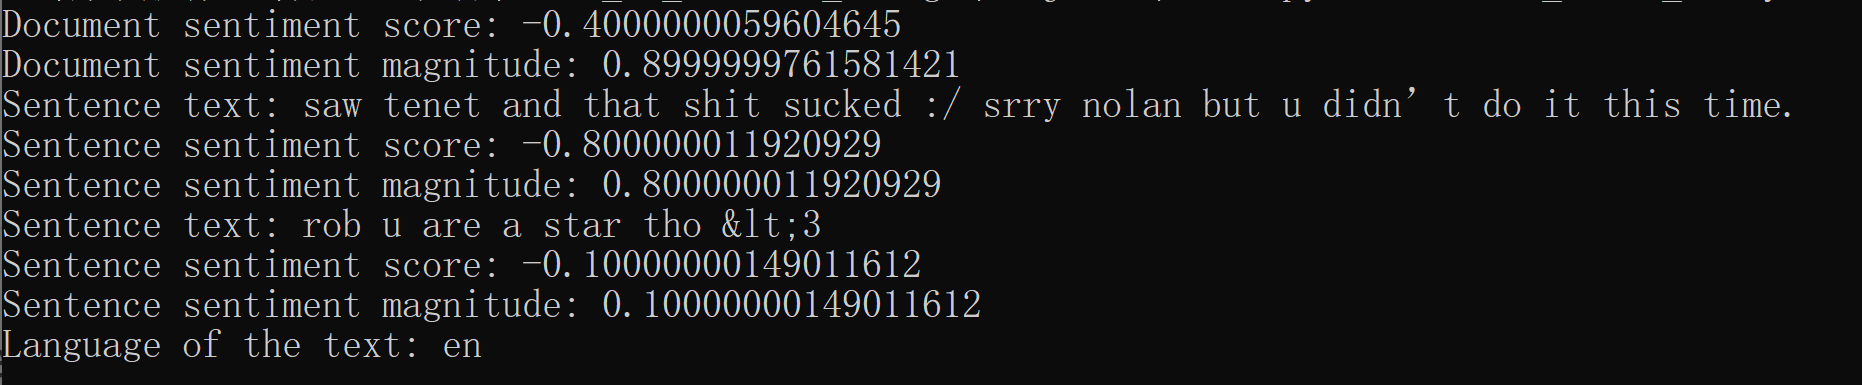 Document sentiment score: -0.4000000059604645
Document sentiment magnitude: 0.8999999761581421
Sentence text: saw tenet and that shit sucked :/ srry nolan but u didn’t do it this time.
Sentence sentiment score: -0.800000011920929
Sentence sentiment magnitude: 0.800000011920929
Sentence text: rob u are a star tho &lt;3
Sentence sentiment score: -0.10000000149011612
Sentence sentiment magnitude: 0.10000000149011612
Language of the text: en